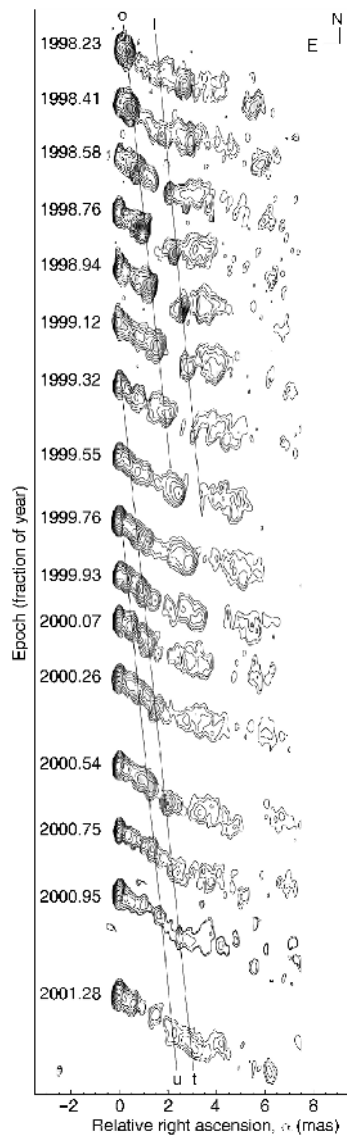 o l
N
E
1998.23
1998.41
1998.58
1998.76
1998.94
1999.12
1999.32
1999.55
1999.76
1999.93
2000.07
2000.26
2000.54
2000.75
2000.95
2001.28
u t
Epoch (fraction of year)
−2 0 2 4 6 8
Relative right ascension, α (mas)